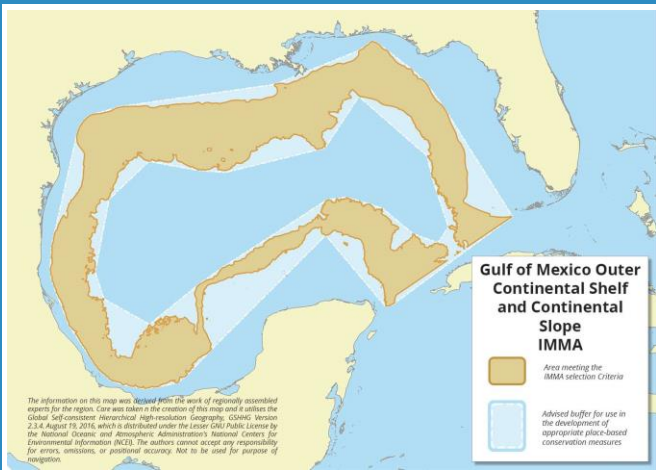 Gulf of Mexico Outer
Continental Shelf
and Continental
Slope
IMMA
Area meeting the
IMMA selection Criteria
Advised buffer for use in
the development of
appropriate place-based
conservation measures
The information on this map was derived from the work of regionally assembled
experts for the region. Care was taken n the creation of this map and it utilises the
Global Self-consistent Hierarchical High-resolution Geography, GSHHG Version
2.3.4. August 19, 2016, which is distributed under the Lesser GNU Public License by
the National Oceanic and Atmospheric Administration's National Centers for
Environmental Information (NCEI). The authors cannot accept any responsibility
for errors, omissions, or positional accuracy. Not to be used for purpose of
navigation.